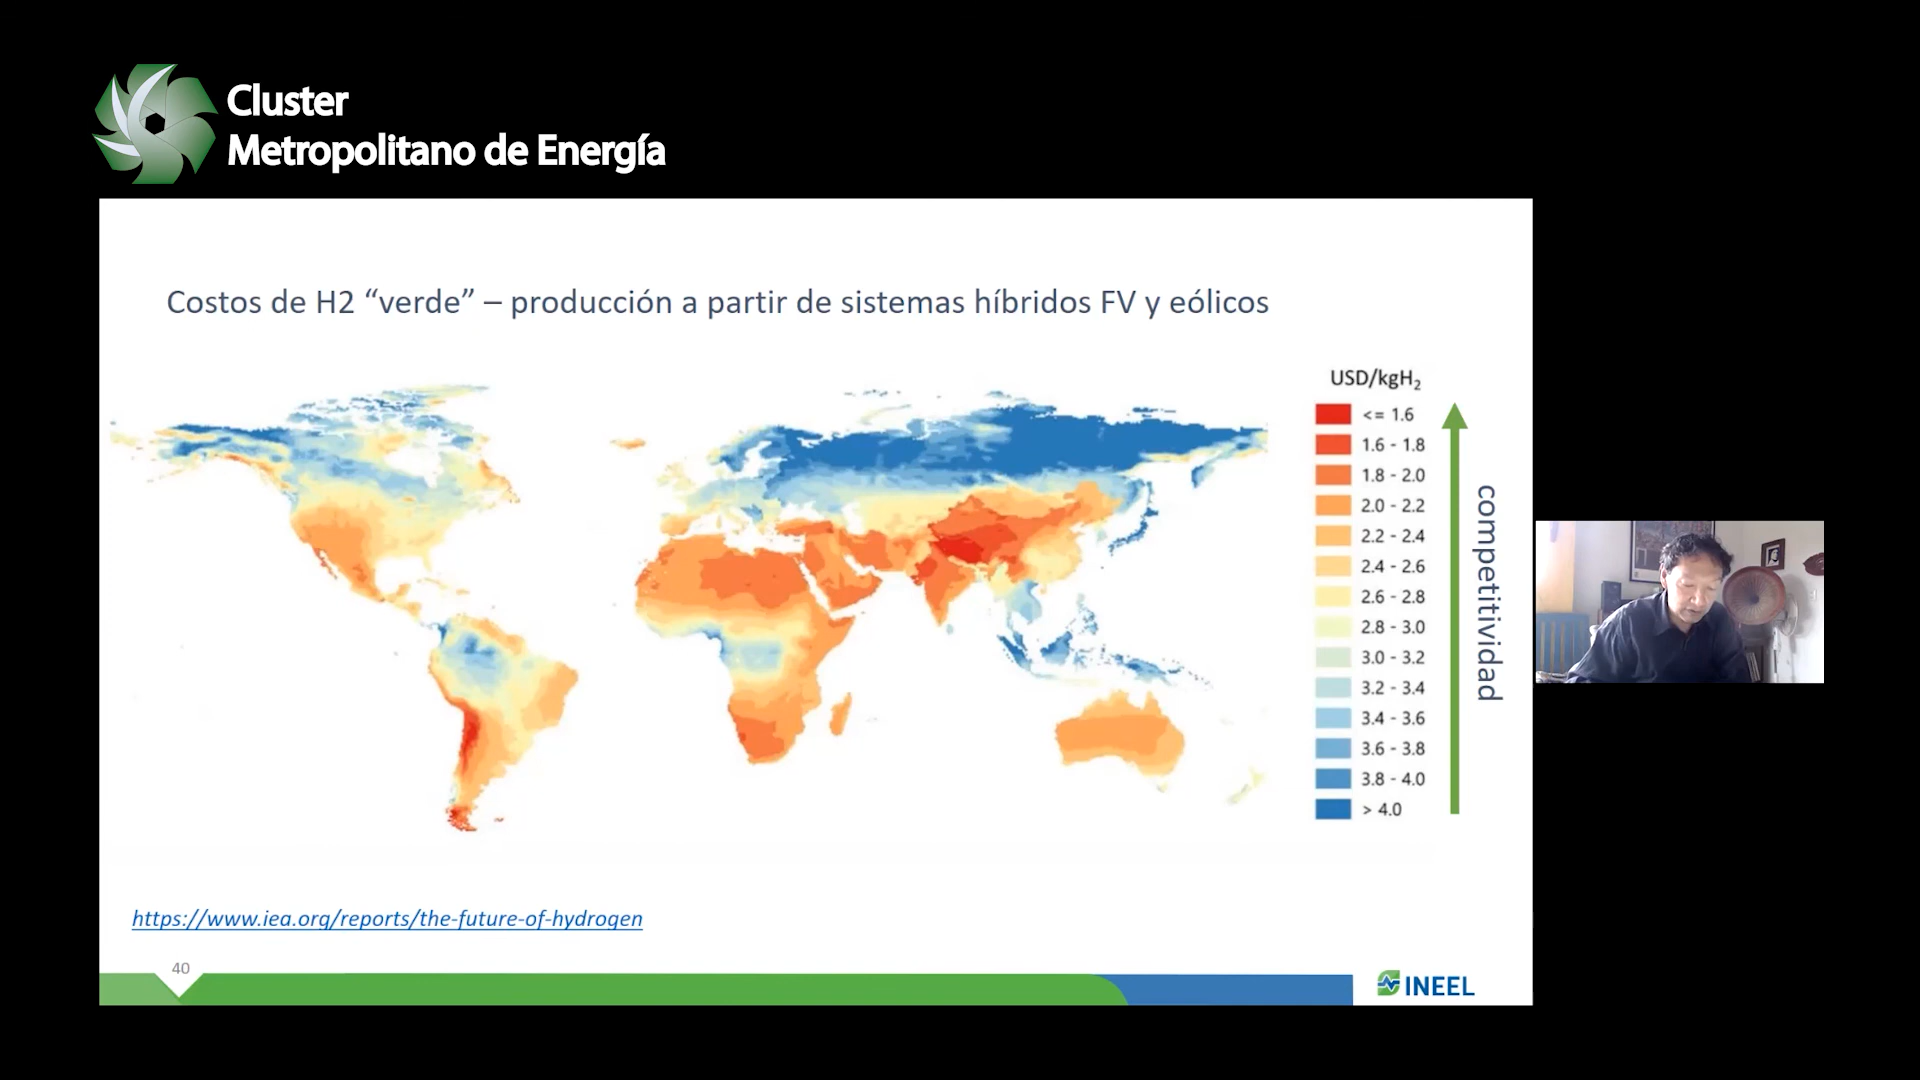 Cluster
Metropolitano de Energía
Costos de H2 “verde” – producción a partir de sistemas híbridos FV y eólicos
USD/kgH₂
<= 1.6
1.6 - 1.8
1.8 - 2.0
2.0 - 2.2
2.2 - 2.4
2.4 - 2.6
2.6 - 2.8
2.8 - 3.0
3.0 - 3.2
3.2 - 3.4
3.4 - 3.6
3.6 - 3.8
3.8 - 4.0
> 4.0
competitividad
https://www.iea.org/reports/the-future-of-hydrogen
40
INEEL